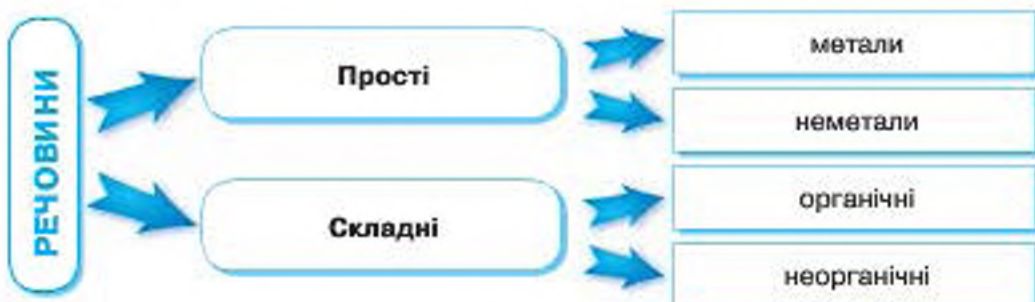 РЕЧОВИНИ
Прості
метали
неметали
Складні
органічні
неорганічні